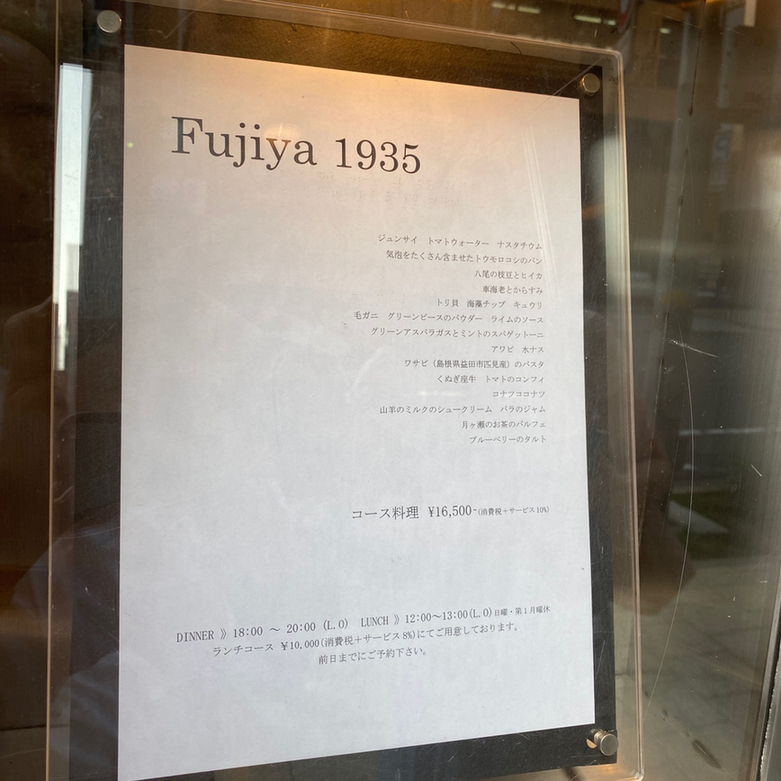 Fujiya 1935
ジュンサイ トマトウォーター ナスタチウム
気泡をたくさん含ませたトウモロコシのパン
八尾の枝豆とヒイカ
車海老とからすみ
トリ貝 海藻チップ キュウリ
毛ガニ グリーンピースのパウダー ライムのソース
グリーンアスパラガスとミントのスパゲットーニ
アワビ 水ナス
ワサビ（島根県益田市匹見産）のパスタ
くぬぎ座牛 トマトのコンフィ
コナツココナツ
山羊のミルクのシュークリーム バラのジャム
月ヶ瀬のお茶のパルフェ
ブルーベリーのタルト
コース料理 ¥16,500-(消費税＋サービス10%)
DINNER 》18:00 ～ 20:00 (L.O) LUNCH 》12:00～13:00(L.O)日曜・第１月曜休
ランチコース ￥10,000(消費税＋サービス8%)にてご用意しております。
前日までにご予約下さい。